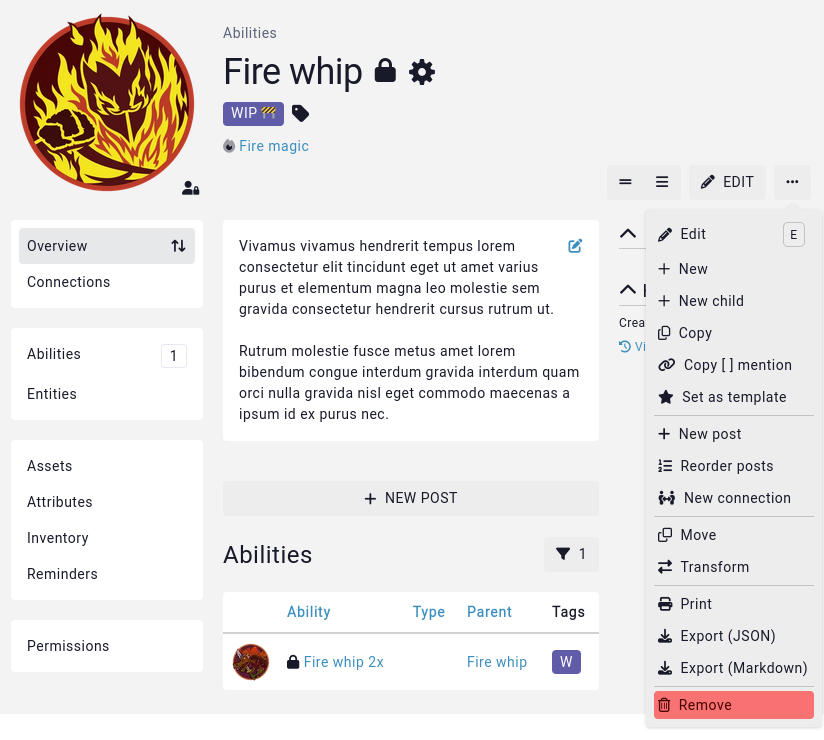 Abilities
Fire whip
WIP 🚧
Fire magic
EDIT
Overview
Connections
Abilities
1
Entities
Assets
Attributes
Inventory
Reminders
Permissions
Vivamus vivamus hendrerit tempus lorem
consectetur elit tincidunt eget ut amet varius
purus et elementum magna leo molestie sem
gravida consectetur hendrerit cursus rutrum ut.
Rutrum molestie fusce metus amet lorem
bibendum congue interdum gravida interdum quam
orci nulla gravida nisl eget commodo maecenas a
ipsum id ex purus nec.
NEW POST
Abilities
1
Ability Type Parent Tags
Fire whip 2x Fire whip W
Crea
Vi
Edit E
New
New child
Copy
Copy [ ] mention
Set as template
New post
Reorder posts
New connection
Move
Transform
Print
Export (JSON)
Export (Markdown)
Remove